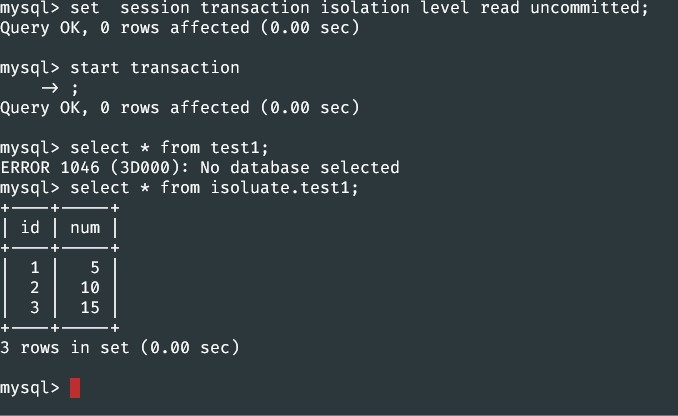 mysql> set  session transaction isolation level read uncommitted;
Query OK, 0 rows affected (0.00 sec)
mysql> start transaction
    -> ;
Query OK, 0 rows affected (0.00 sec)
mysql> select * from test1;
ERROR 1046 (3D000): No database selected
mysql> select * from isoluate.test1;
+----+-----+
| id | num |
+----+-----+
|  1 |   5 |
|  2 |  10 |
|  3 |  15 |
+----+-----+
3 rows in set (0.00 sec)
mysql>